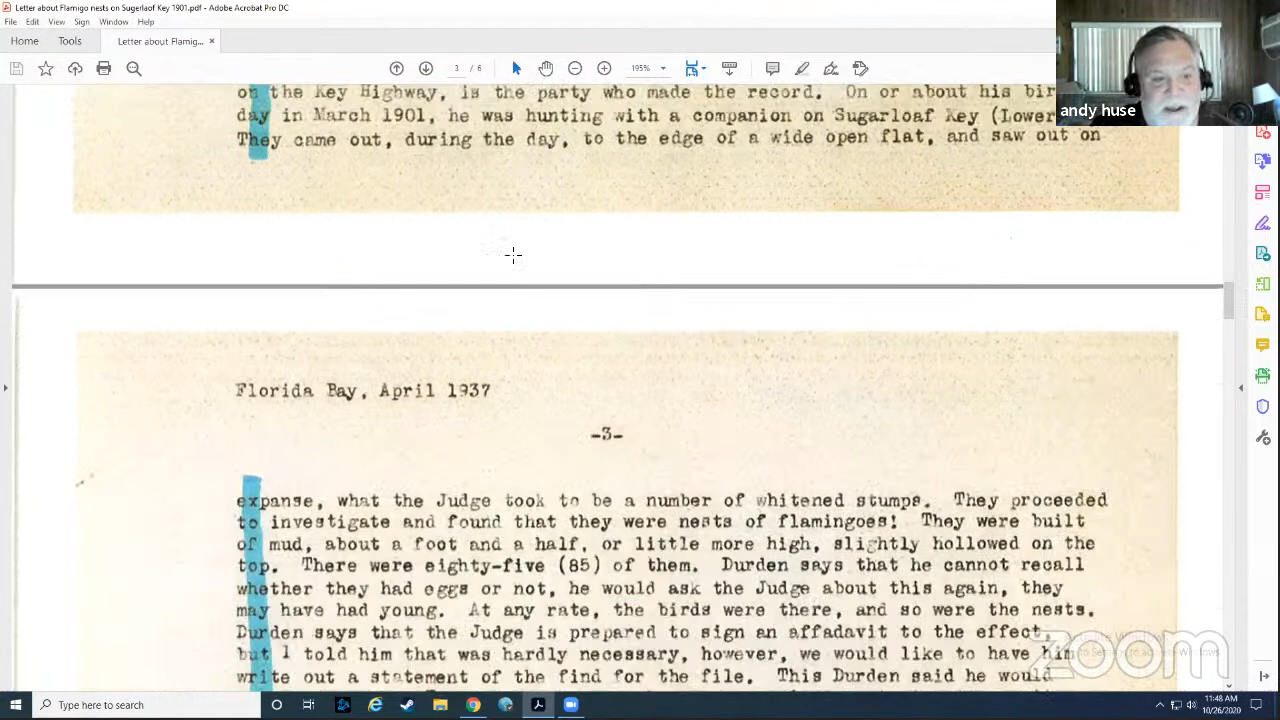 Letter about Flamigo nests on Sugerlaof Key 1901.pdf - Adobe Acrobat Pro DC
File Edit View Sign Window Help
Home Tools Letter about Flamig... ×
3 / 6 195%
andy huse
on the Key Highway, is the party who made the record. On or about his bir
day in March 1901, he was hunting with a companion on Sugarloaf Key (Lower
They came out, during the day, to the edge of a wide open flat, and saw out on
Florida Bay, April 1937
-3-
expanse, what the Judge took to be a number of whitened stumps. They proceeded
to investigate and found that they were nests of flamingoes! They were built
of mud, about a foot and a half, or little more high, slightly hollowed on the
top. There were eighty-five (85) of them. Durden says that he cannot recall
whether they had eggs or not, he would ask the Judge about this again, they
may have had young. At any rate, the birds were there, and so were the nests.
Durden says that the Judge is prepared to sign an affadavit to the effect,
but I told him that was hardly necessary, however, we would like to have him
write out a statement of the find for the file. This Durden said he would
zoom
Type here to search
11:48 AM
10/26/2020